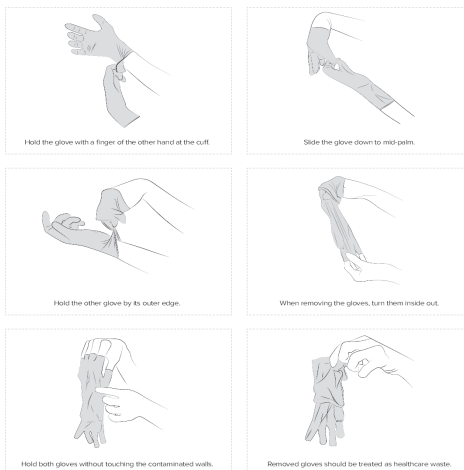 Hold the glove with a finger of the other hand at the cuff.
Slide the glove down to mid-palm.
Hold the other glove by its outer edge.
When removing the gloves, turn them inside out.
Hold both gloves without touching the contaminated walls.
Removed gloves should be treated as healthcare waste.